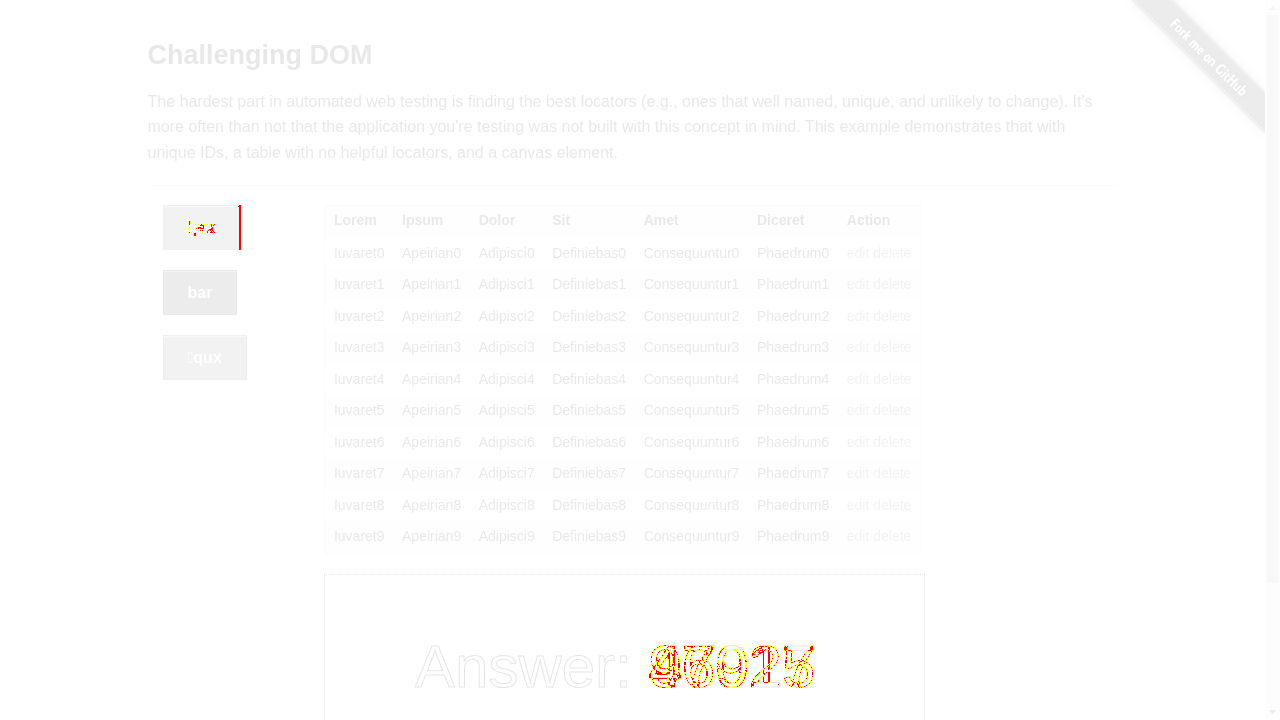 Fork me on GitHub
Challenging DOM
The hardest part in automated web testing is finding the best locators (e.g., ones that well named, unique, and unlikely to change). It's
more often than not that the application you're testing was not built with this concept in mind. This example demonstrates that with
unique IDs, a table with no helpful locators, and a canvas element.
bar
qux
Lorem Ipsum Dolor Sit Amet Diceret Action
Iuvaret0 Apeirian0 Adipisci0 Definiebas0 Consequuntur0 Phaedrum0 edit delete
Iuvaret1 Apeirian1 Adipisci1 Definiebas1 Consequuntur1 Phaedrum1 edit delete
Iuvaret2 Apeirian2 Adipisci2 Definiebas2 Consequuntur2 Phaedrum2 edit delete
Iuvaret3 Apeirian3 Adipisci3 Definiebas3 Consequuntur3 Phaedrum3 edit delete
Iuvaret4 Apeirian4 Adipisci4 Definiebas4 Consequuntur4 Phaedrum4 edit delete
Iuvaret5 Apeirian5 Adipisci5 Definiebas5 Consequuntur5 Phaedrum5 edit delete
Iuvaret6 Apeirian6 Adipisci6 Definiebas6 Consequuntur6 Phaedrum6 edit delete
Iuvaret7 Apeirian7 Adipisci7 Definiebas7 Consequuntur7 Phaedrum7 edit delete
Iuvaret8 Apeirian8 Adipisci8 Definiebas8 Consequuntur8 Phaedrum8 edit delete
Iuvaret9 Apeirian9 Adipisci9 Definiebas9 Consequuntur9 Phaedrum9 edit delete
Answer: